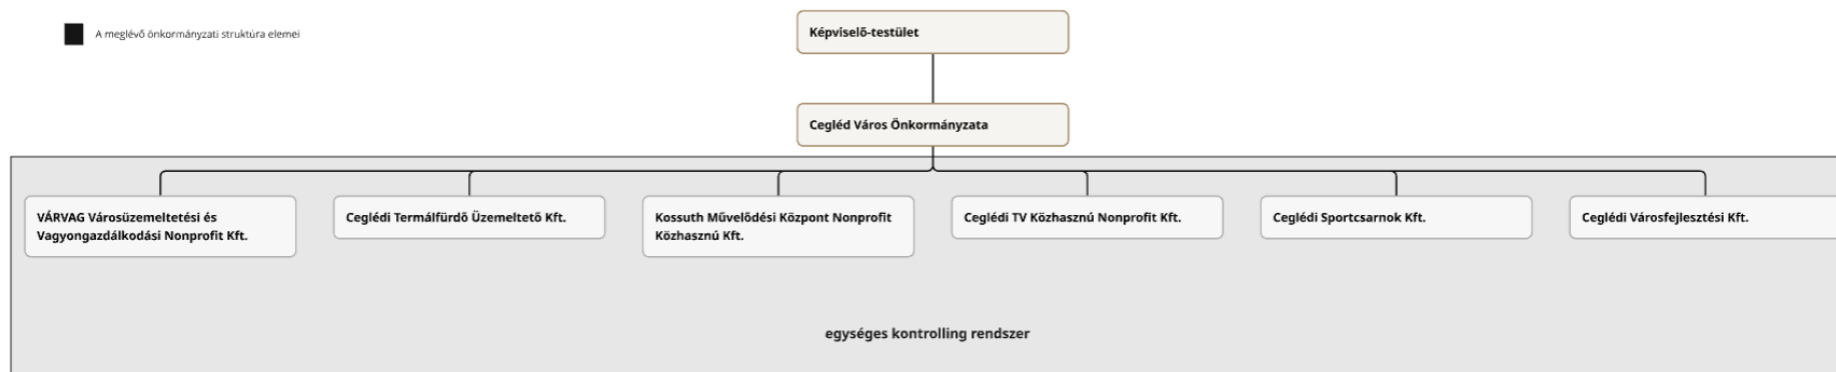 A meglévő önkormányzati struktúra elemei
Képviselő-testület
Cegléd Város Önkormányzata
VÁRVAG Városüzemeltetési és
Vagyongazdálkodási Nonprofit Kft.
Ceglédi Termálfürdő Üzemeltető Kft.
Kossuth Művelődési Központ Nonprofit
Közhasznú Kft.
Ceglédi TV Közhasznú Nonprofit Kft.
Ceglédi Sportcsarnok Kft.
Ceglédi Városfejlesztési Kft.
egységes kontrolling rendszer